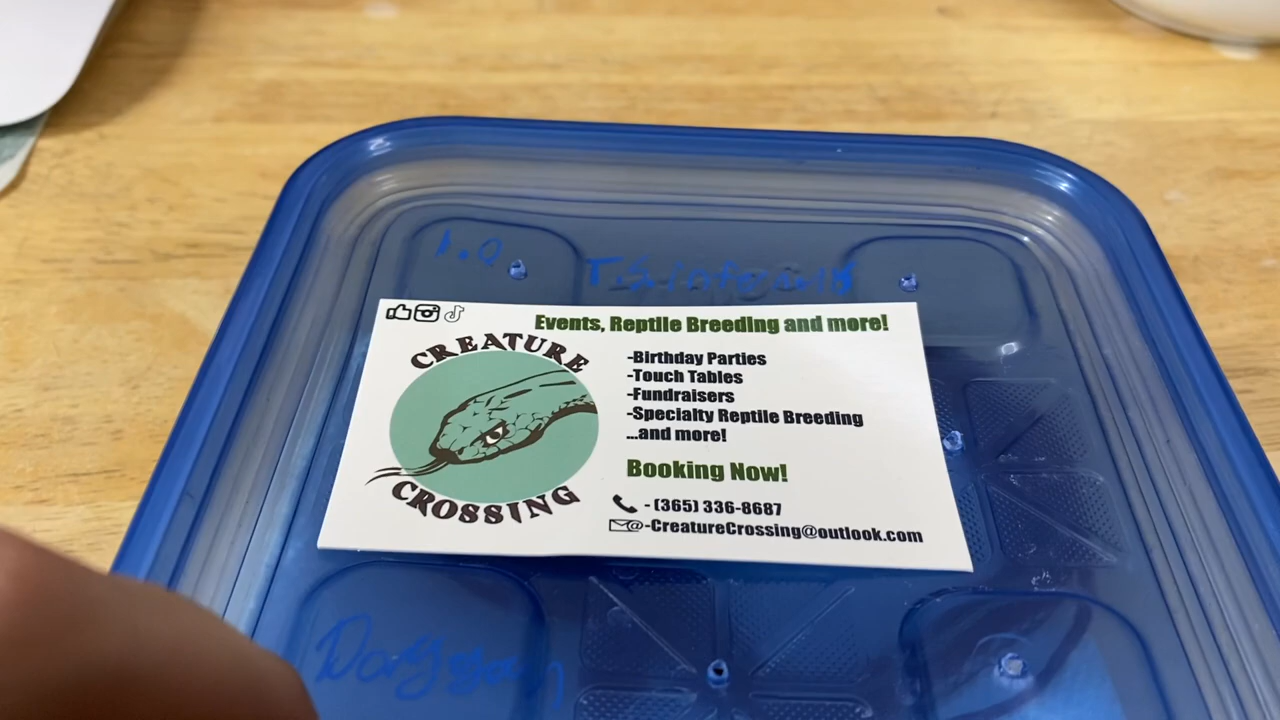 1.0
CREATURE
CROSSING
Events, Reptile Breeding and more!
-Birthday Parties
-Touch Tables
-Fundraisers
-Specialty Reptile Breeding
...and more!
Booking Now!
- (365) 336-8687
-CreatureCrossing@outlook.com